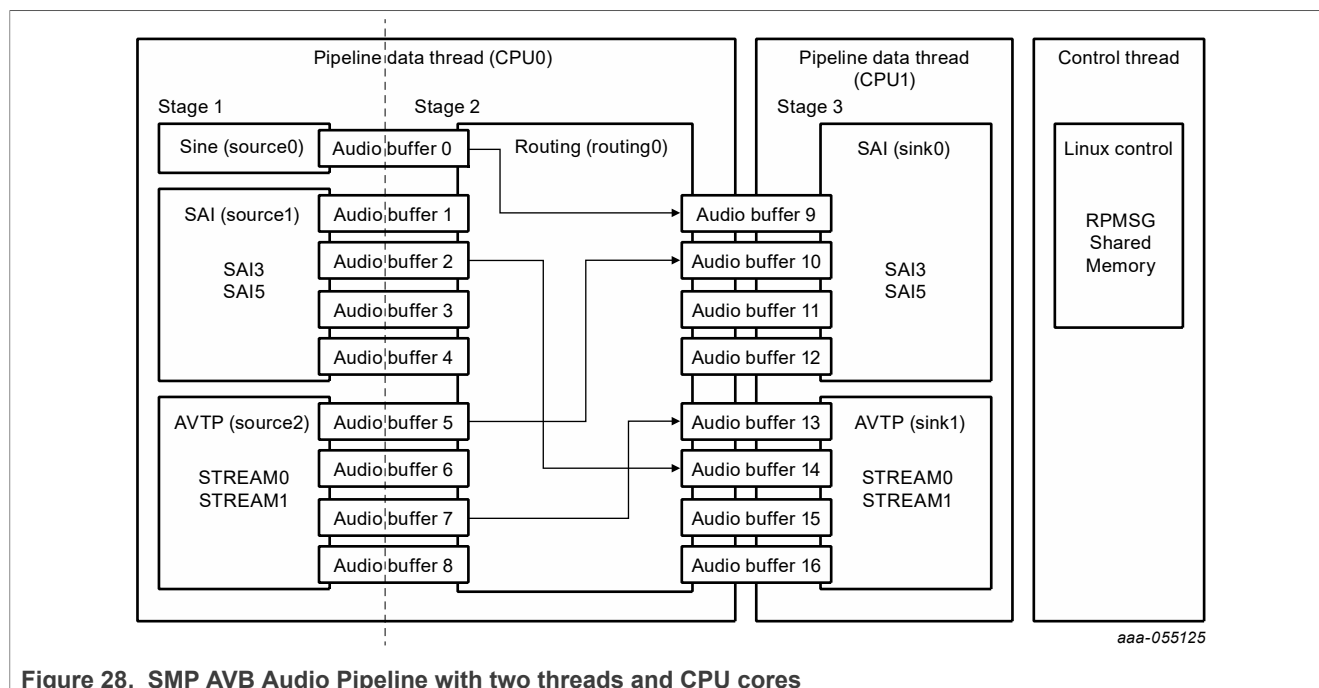 Pipeline data thread (CPU0)
Pipeline data thread
(CPU1)
Control thread
Stage 1
Stage 2
Stage 3
Sine (source0)
Audio buffer 0
Routing (routing0)
SAI (sink0)
Linux control
SAI (source1)
Audio buffer 1
Audio buffer 9
RPMSG
Shared
Memory
Audio buffer 2
Audio buffer 10
SAI3
SAI5
SAI3
SAI5
Audio buffer 3
Audio buffer 11
Audio buffer 4
Audio buffer 12
AVTP (source2)
Audio buffer 5
Audio buffer 13
AVTP (sink1)
Audio buffer 6
Audio buffer 14
STREAM0
STREAM1
STREAM0
STREAM1
Audio buffer 7
Audio buffer 15
Audio buffer 8
Audio buffer 16
aaa-055125
Figure 28. SMP AVB Audio Pipeline with two threads and CPU cores